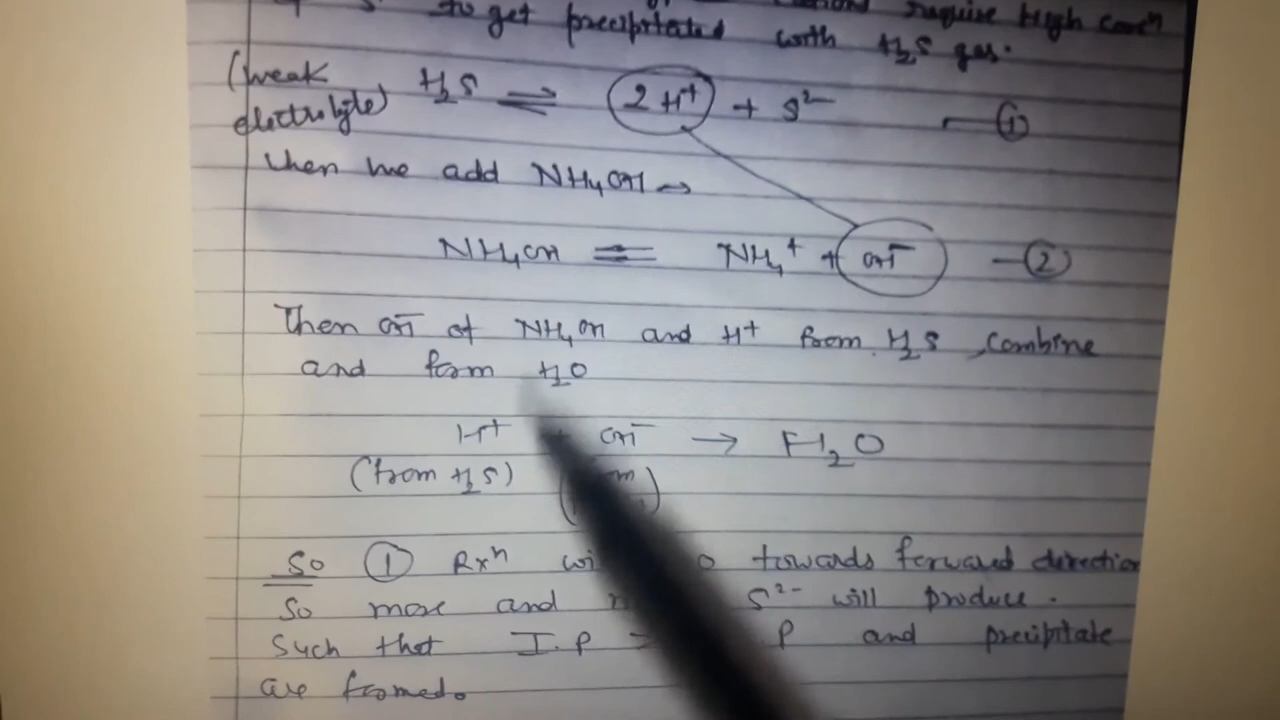 to get precipitated with H₂S gas.
(weak electrolyte) H₂S ⇌ 2H⁺ + S²⁻ —①
when we add NH₄OH →
NH₄OH ⇌ NH₄⁺ + OH⁻ —②
Then OH⁻ of NH₄OH and H⁺ from H₂S, combine
and form H₂O
H⁺ + OH⁻ → H₂O
(from H₂S)
So ① Rxⁿ towards forward direction
So more and S²⁻ will produce.
Such that I.P P and precipitate
are fromed.